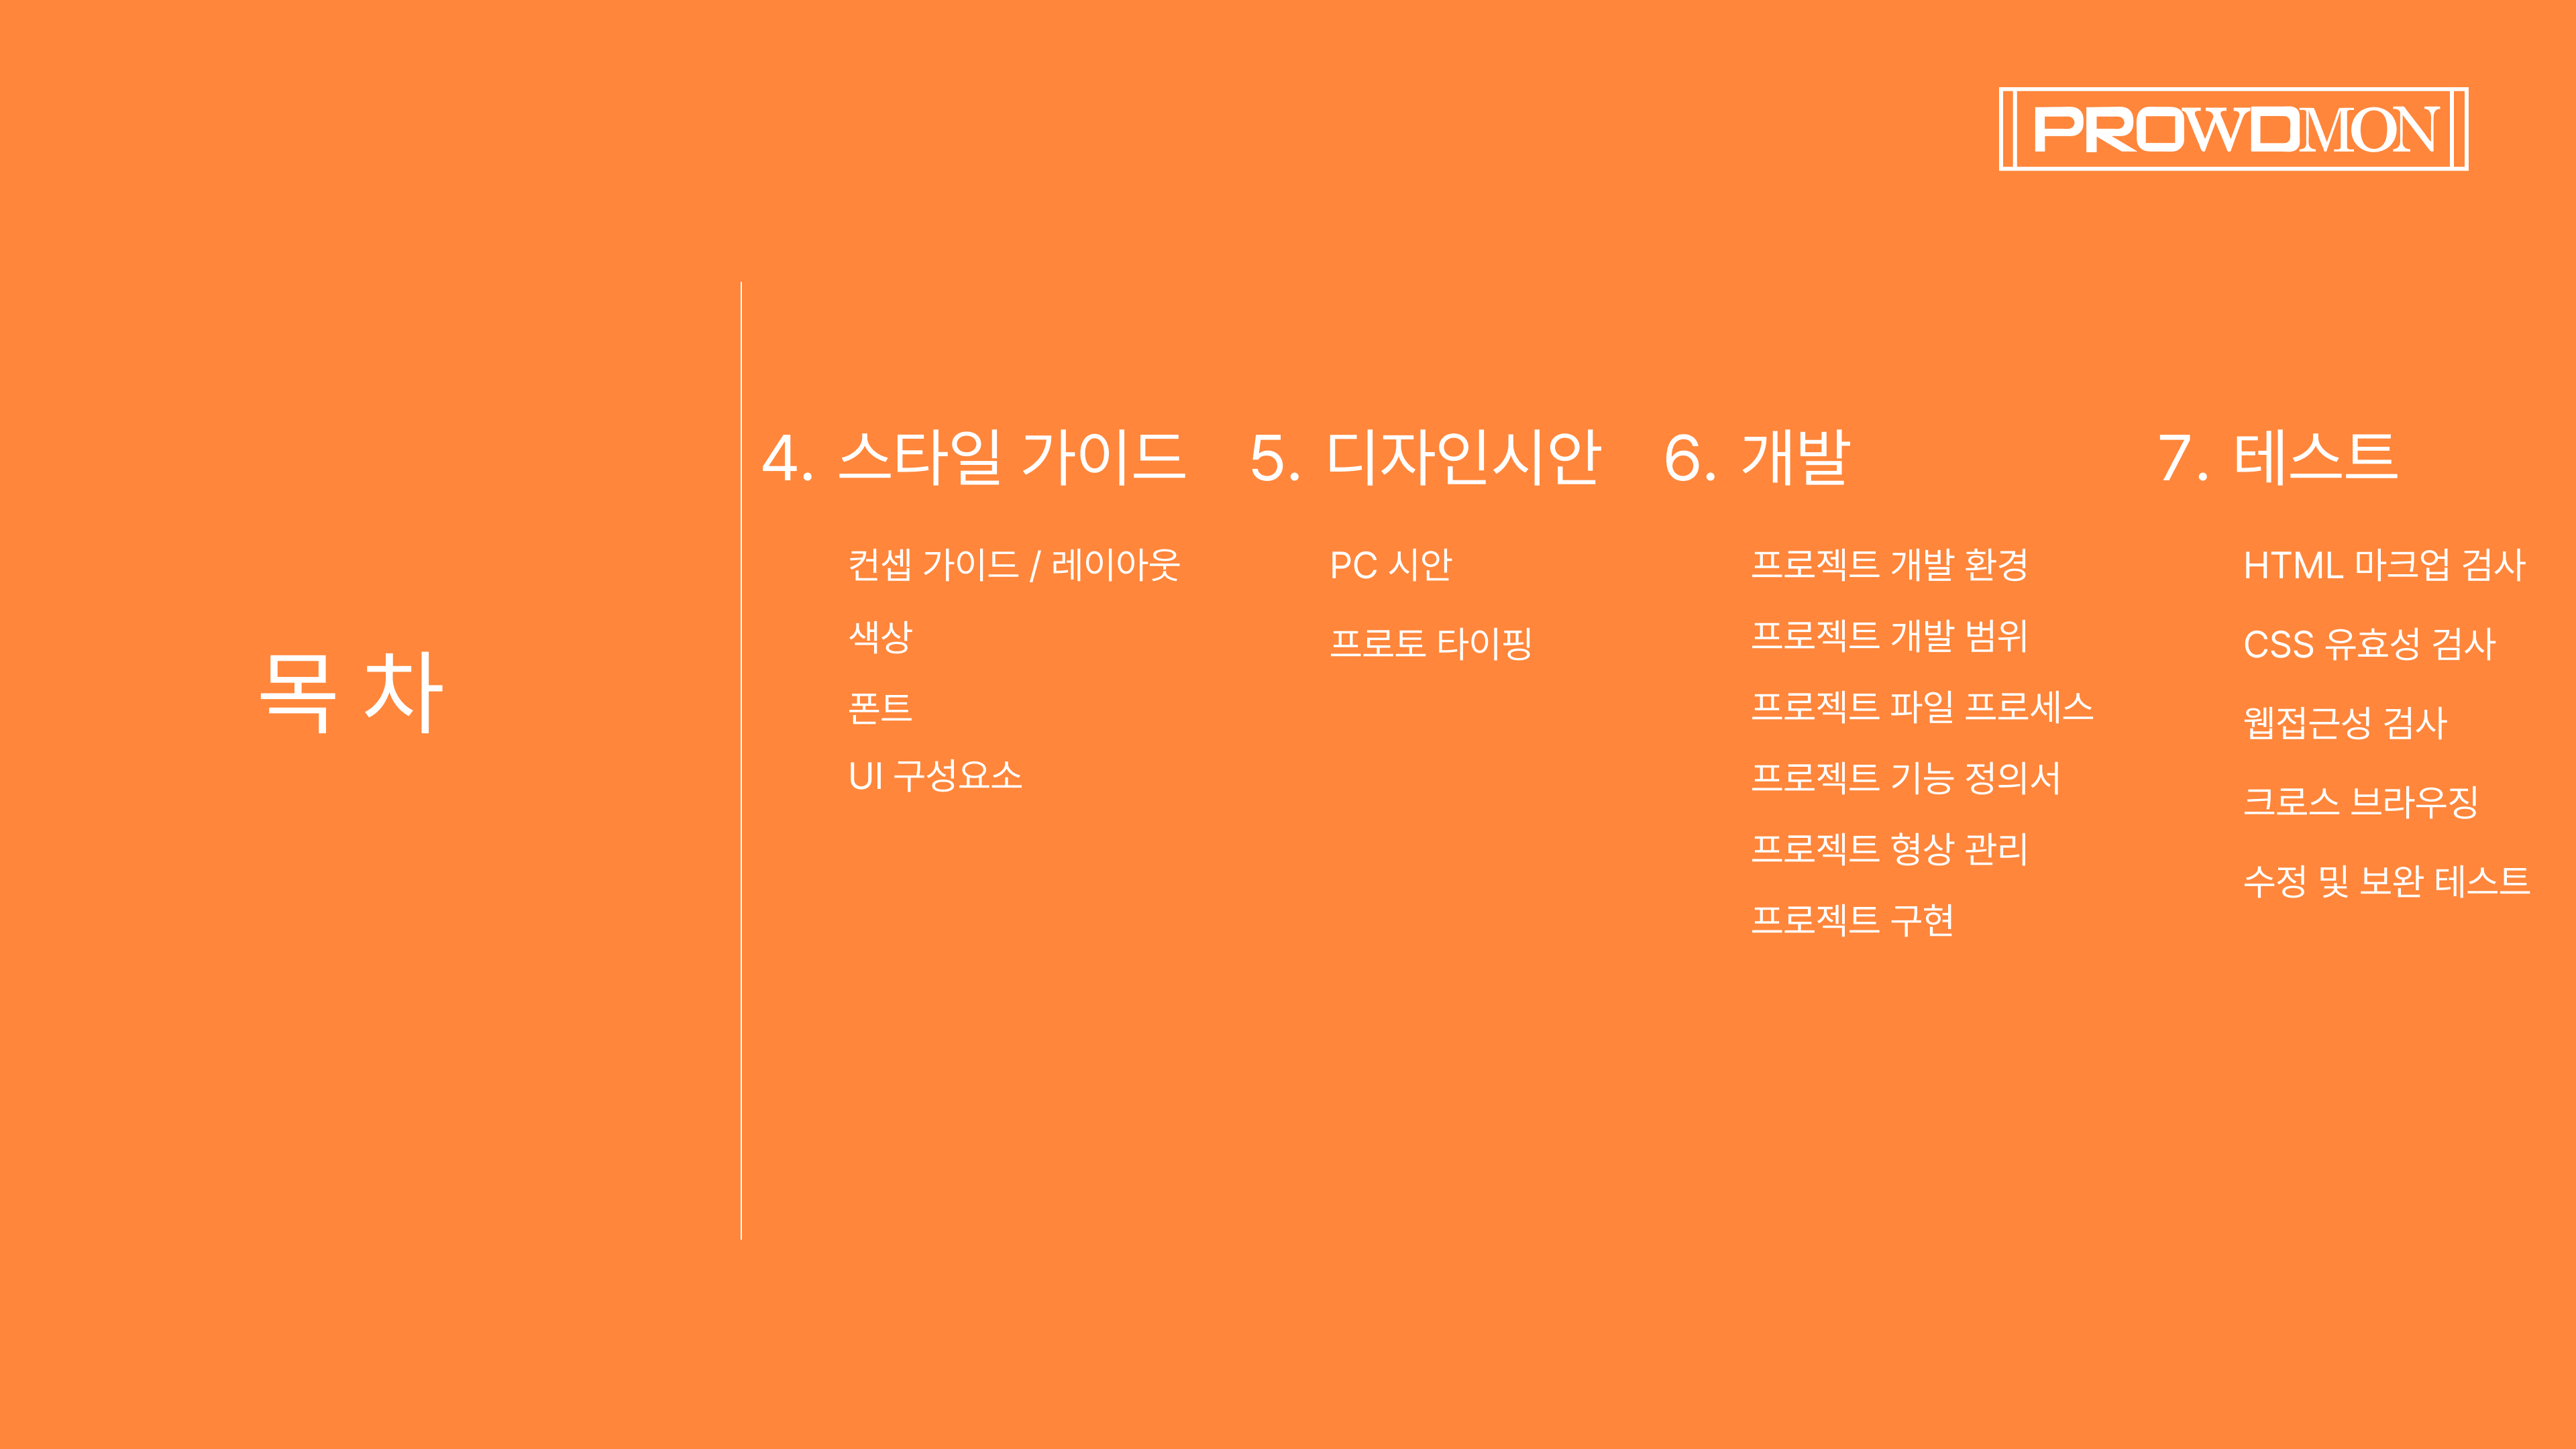 PROWDMON
목 차
4. 스타일 가이드
컨셉 가이드 / 레이아웃
색상
폰트
UI 구성요소
5. 디자인시안
PC 시안
프로토 타이핑
6. 개발
프로젝트 개발 환경
프로젝트 개발 범위
프로젝트 파일 프로세스
프로젝트 기능 정의서
프로젝트 형상 관리
프로젝트 구현
7. 테스트
HTML 마크업 검사
CSS 유효성 검사
웹접근성 검사
크로스 브라우징
수정 및 보완 테스트